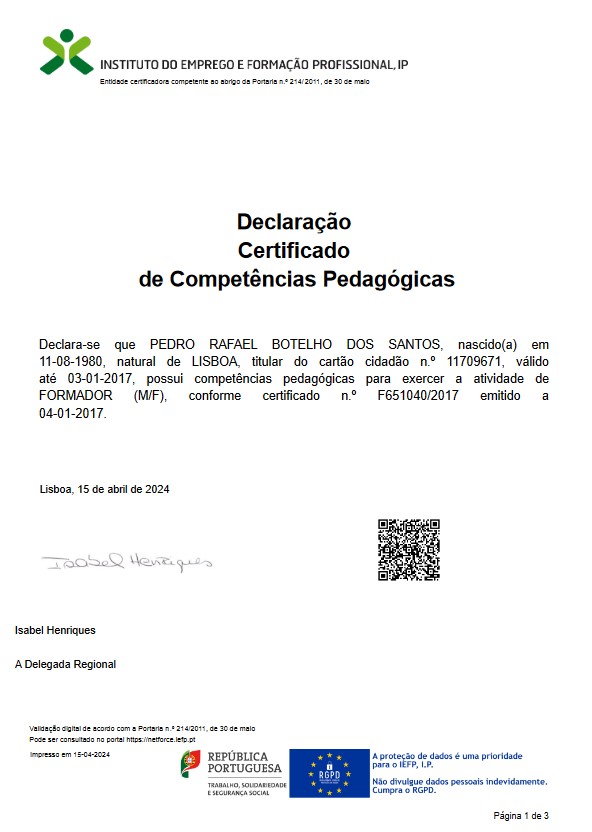 INSTITUTO DO EMPREGO E FORMAÇÃO PROFISSIONAL, IP
Entidade certificadora competente ao abrigo da Portaria n.º 214/2011, de 30 de maio
Declaração
Certificado
de Competências Pedagógicas
Declara-se que PEDRO RAFAEL BOTELHO DOS SANTOS, nascido(a) em
11-08-1980, natural de LISBOA, titular do cartão cidadão n.º 11709671, válido
até 03-01-2017, possui competências pedagógicas para exercer a atividade de
FORMADOR (M/F), conforme certificado n.º F651040/2017 emitido a
04-01-2017.
Lisboa, 15 de abril de 2024
Isabel Henriques
Isabel Henriques
A Delegada Regional
Validação digital de acordo com a Portaria n.º 214/2011, de 30 de maio
Pode ser consultado no portal https://netforce.iefp.pt
Impresso em 15-04-2024
REPÚBLICA
PORTUGUESA
TRABALHO, SOLIDARIEDADE
E SEGURANÇA SOCIAL
RGPD
A proteção de dados é uma prioridade
para o IEFP, I.P.
Não divulgue dados pessoais indevidamente.
Cumpra o RGPD.
Página 1 de 3